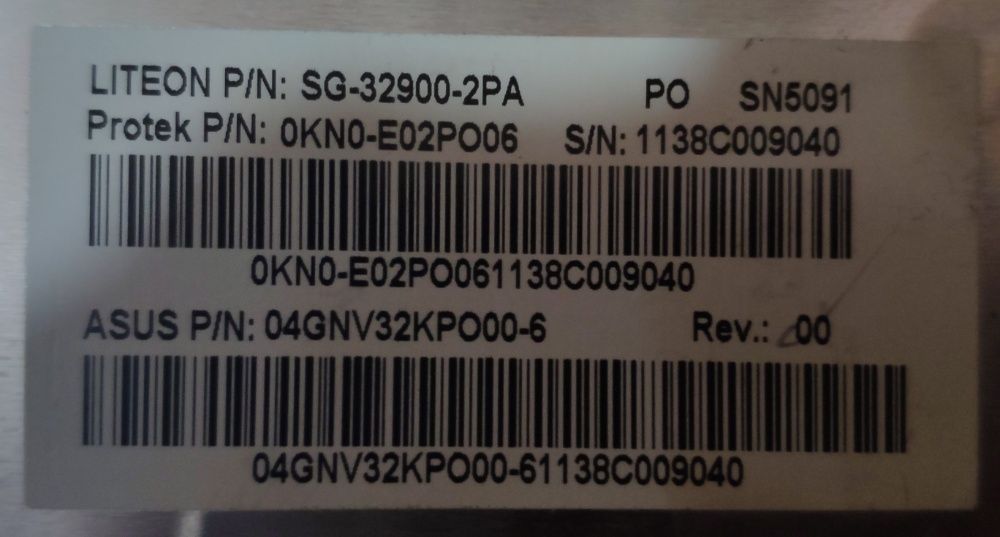 LITEON P/N: SG-32900-2PA PO SN5091
Protek P/N: 0KN0-E02PO06 S/N: 1138C009040
0KN0-E02PO061138C009040
ASUS P/N: 04GNV32KPO00-6 Rev.: 00
04GNV32KPO00-61138C009040